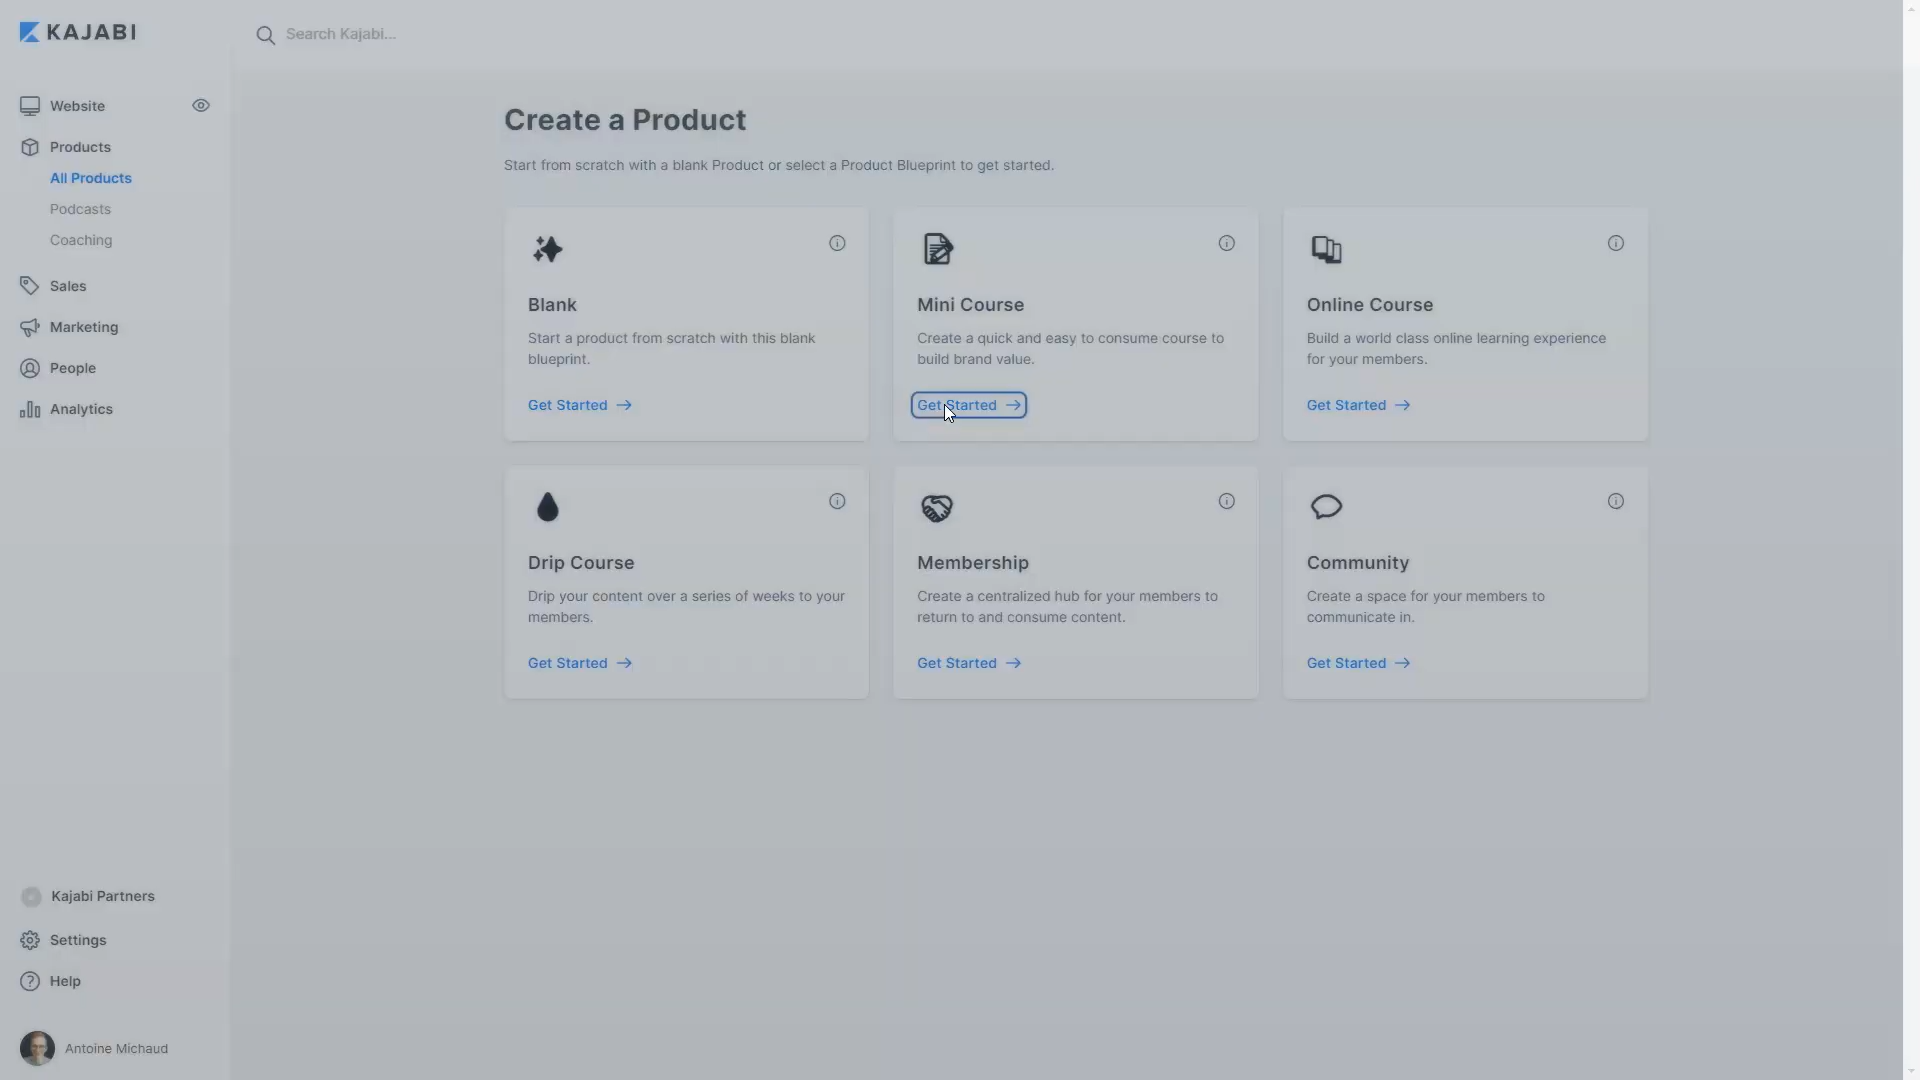 KAJABI
Search Kajabi...
Website
Products
All Products
Podcasts
Coaching
Sales
Marketing
People
Analytics
Kajabi Partners
Settings
Help
Antoine Michaud
Create a Product
Start from scratch with a blank Product or select a Product Blueprint to get started.
Blank
Start a product from scratch with this blank
blueprint.
Get Started
Mini Course
Create a quick and easy to consume course to
build brand value.
Get Started
Online Course
Build a world class online learning experience
for your members.
Get Started
Drip Course
Drip your content over a series of weeks to your
members.
Get Started
Membership
Create a centralized hub for your members to
return to and consume content.
Get Started
Community
Create a space for your members to
communicate in.
Get Started